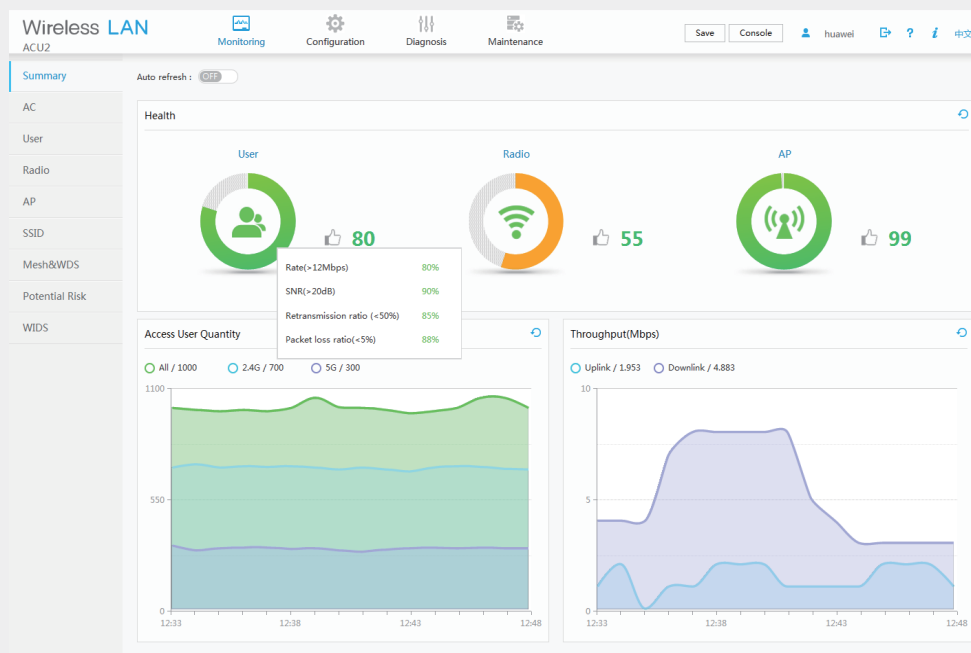 Wireless LAN
ACU2
Monitoring
Configuration
Diagnosis
Maintenance
Save
Console
huawei
?
i
中文
Summary
AC
User
Radio
AP
SSID
Mesh&WDS
Potential Risk
WIDS
Auto refresh :
OFF
Health
User
Radio
AP
80
55
99
Rate(>12Mbps) 80%
SNR(>20dB) 90%
Retransmission ratio (<50%) 85%
Packet loss ratio(<5%) 88%
Access User Quantity
All / 1000
2.4G / 700
5G / 300
1100
550
0
12:33
12:38
12:43
12:48
Throughput(Mbps)
Uplink / 1.953
Downlink / 4.883
10
5
0
12:33
12:38
12:43
12:48